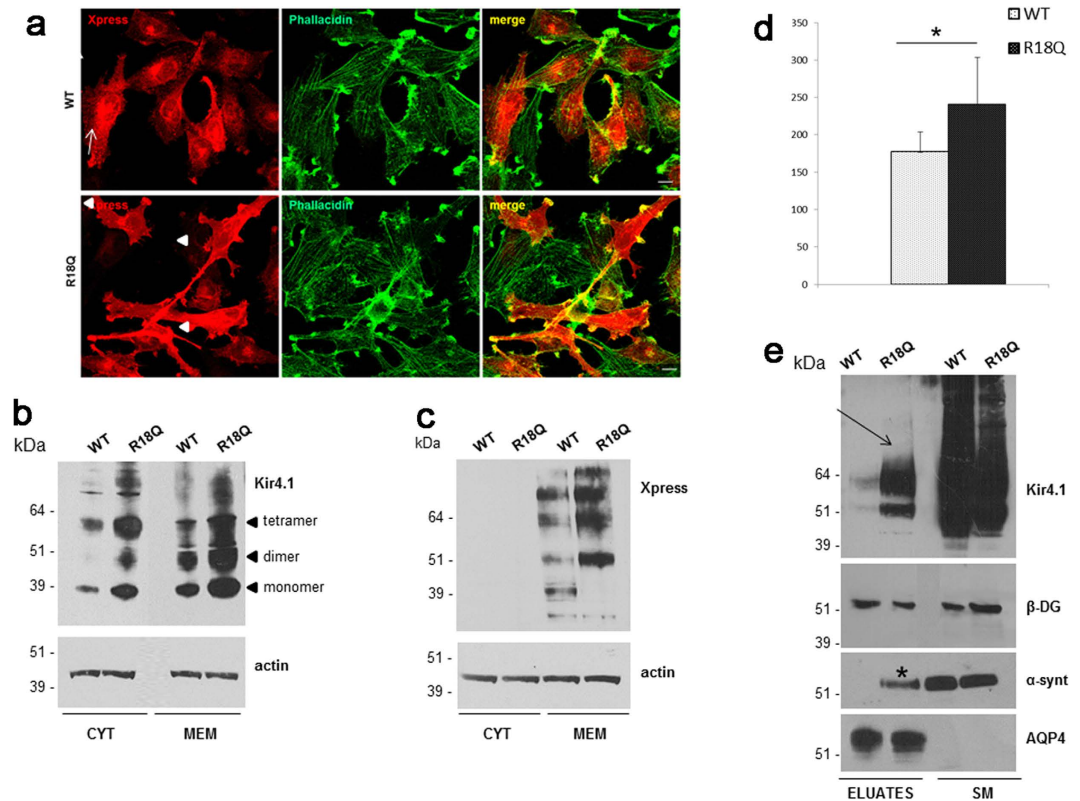 a
Xpress
Phallacidin
merge
WT
Xpress
Phallacidin
merge
R18Q
b
kDa
WT
R18Q
Kir4.1
64 -
tetramer
51 -
dimer
39 -
monomer
51 -
actin
39 -
CYT
MEM
c
kDa
WT
R18Q
WT
R18Q
Xpress
64 -
51 -
39 -
51 -
actin
39 -
CYT
MEM
d
WT
R18Q
*
350
300
250
200
150
100
50
0
e
kDa
WT
R18Q
WT
R18Q
64 -
Kir4.1
51 -
39 -
β-DG
51 -
39 -
*
α-synt
51 -
AQP4
51 -
ELUATES
SM